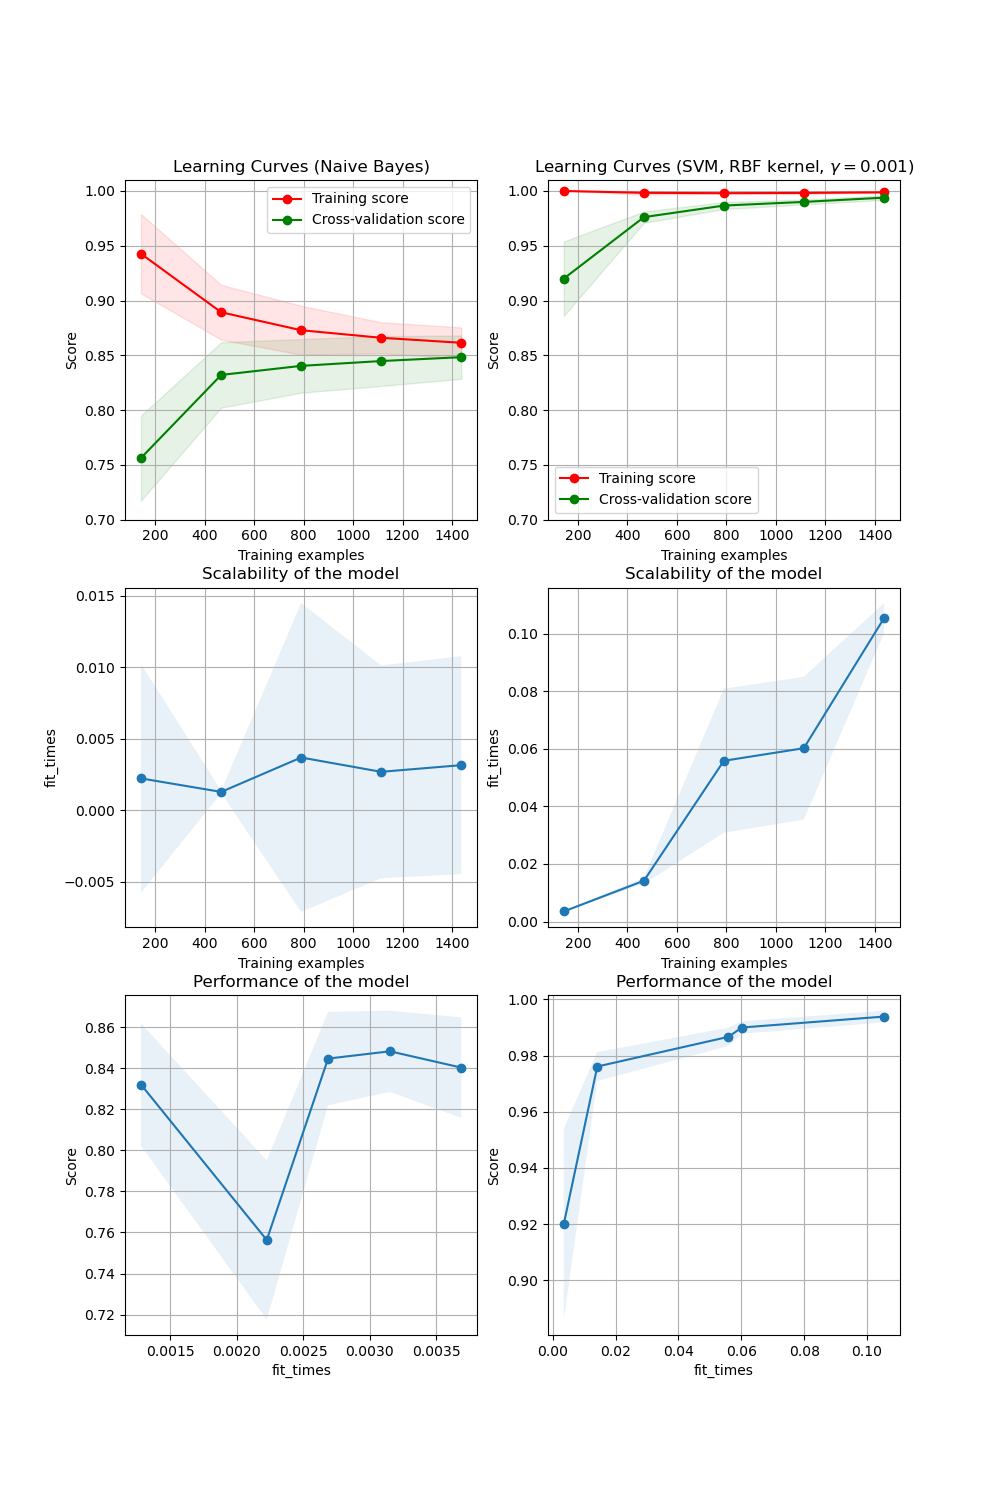 Learning Curves (Naive Bayes)
1.00
0.95
0.90
0.85
0.80
0.75
0.70
Score
Training score
Cross-validation score
200 400 600 800 1000 1200 1400
Training examples
Learning Curves (SVM, RBF kernel, γ = 0.001)
1.00
0.95
0.90
0.85
0.80
0.75
0.70
Score
Training score
Cross-validation score
200 400 600 800 1000 1200 1400
Training examples
Scalability of the model
0.015
0.010
0.005
0.000
−0.005
fit_times
200 400 600 800 1000 1200 1400
Training examples
Scalability of the model
0.10
0.08
0.06
0.04
0.02
0.00
fit_times
200 400 600 800 1000 1200 1400
Training examples
Performance of the model
0.86
0.84
0.82
0.80
0.78
0.76
0.74
0.72
Score
0.0015 0.0020 0.0025 0.0030 0.0035
fit_times
Performance of the model
1.00
0.98
0.96
0.94
0.92
0.90
Score
0.00 0.02 0.04 0.06 0.08 0.10
fit_times